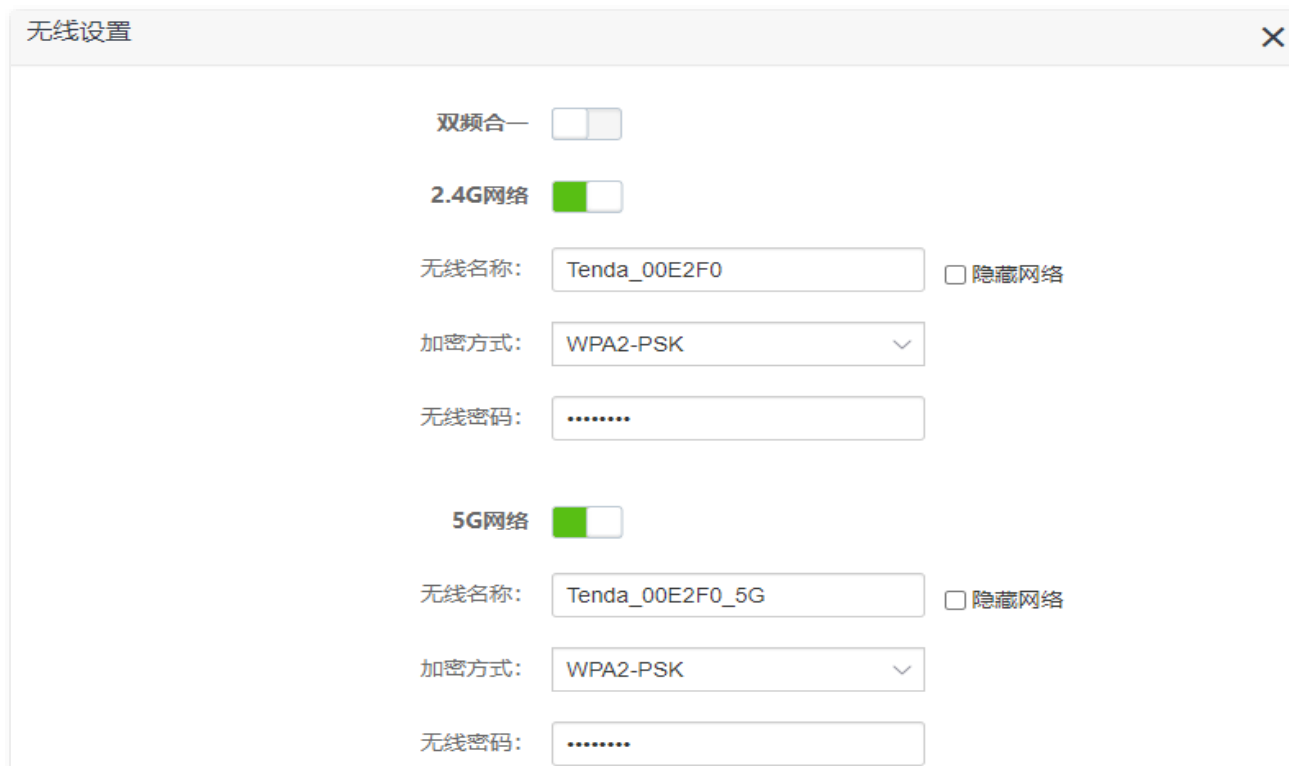 无线设置
双频合一
2.4G网络
无线名称： Tenda_00E2F0 隐藏网络
加密方式： WPA2-PSK
无线密码： ••••••••
5G网络
无线名称： Tenda_00E2F0_5G 隐藏网络
加密方式： WPA2-PSK
无线密码： ••••••••